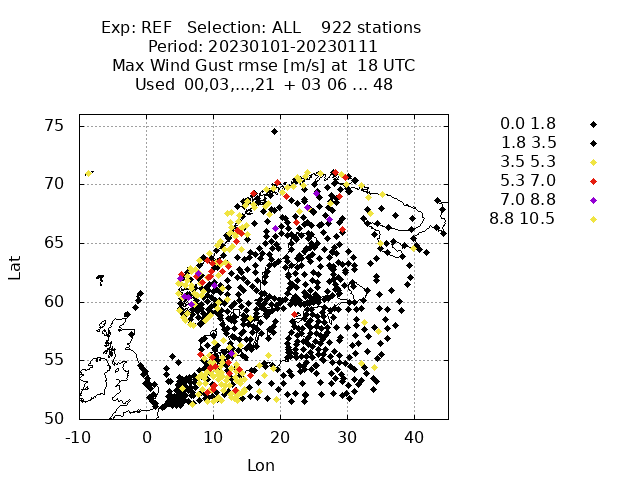 Exp: REF   Selection: ALL    922 stations
Period: 20230101-20230111
Max Wind Gust rmse [m/s] at  18 UTC
Used  00,03,...,21  + 03 06 ... 48
0.0 1.8
1.8 3.5
3.5 5.3
5.3 7.0
7.0 8.8
8.8 10.5
75
70
65
60
55
50
Lat
-10 0 10 20 30 40
Lon